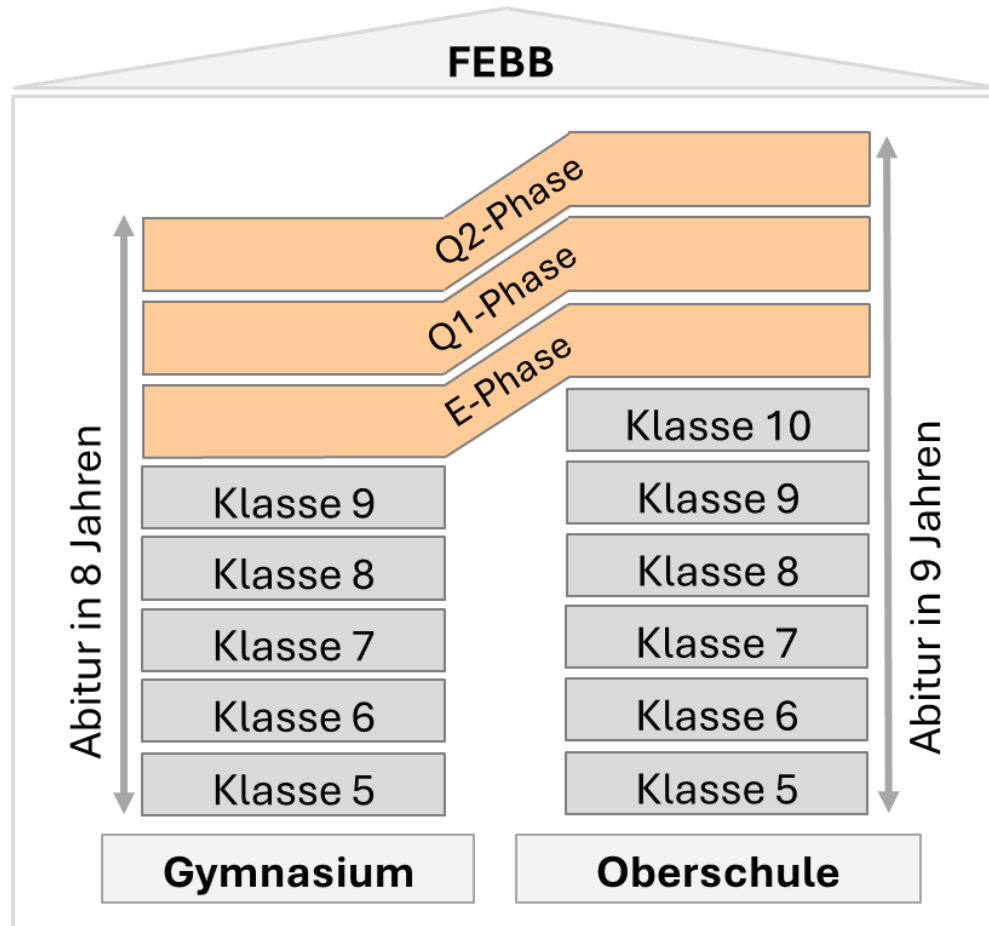 FEBB
Q2-Phase
Q1-Phase
E-Phase
Abitur in 8 Jahren
Klasse 9
Klasse 8
Klasse 7
Klasse 6
Klasse 5
Gymnasium
Klasse 10
Klasse 9
Klasse 8
Klasse 7
Klasse 6
Klasse 5
Oberschule
Abitur in 9 Jahren